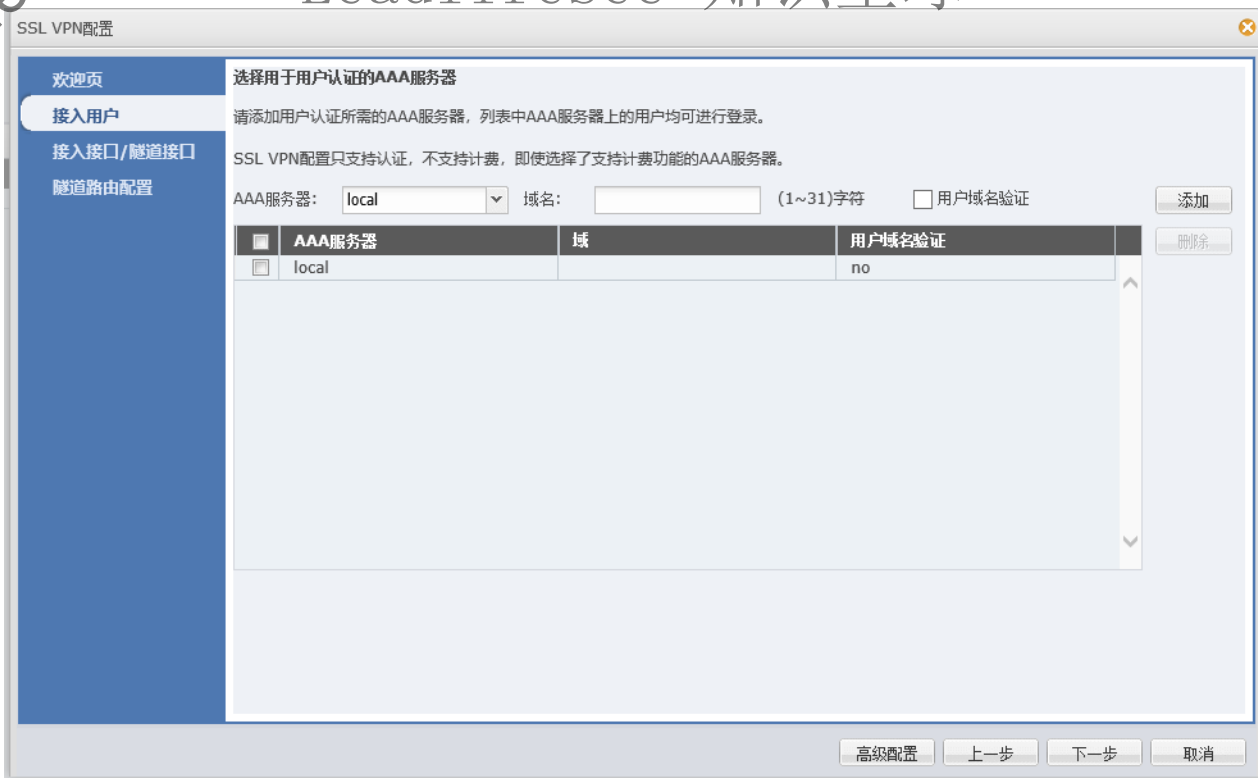 SSL VPN配置
欢迎页
接入用户
接入接口/隧道接口
隧道路由配置
选择用于用户认证的AAA服务器
请添加用户认证所需的AAA服务器，列表中AAA服务器上的用户均可进行登录。
SSL VPN配置只支持认证，不支持计费，即使选择了支持计费功能的AAA服务器。
AAA服务器： local 域名： (1~31)字符 用户域名验证 添加
AAA服务器 域 用户域名验证 删除
local no
高级配置 上一步 下一步 取消